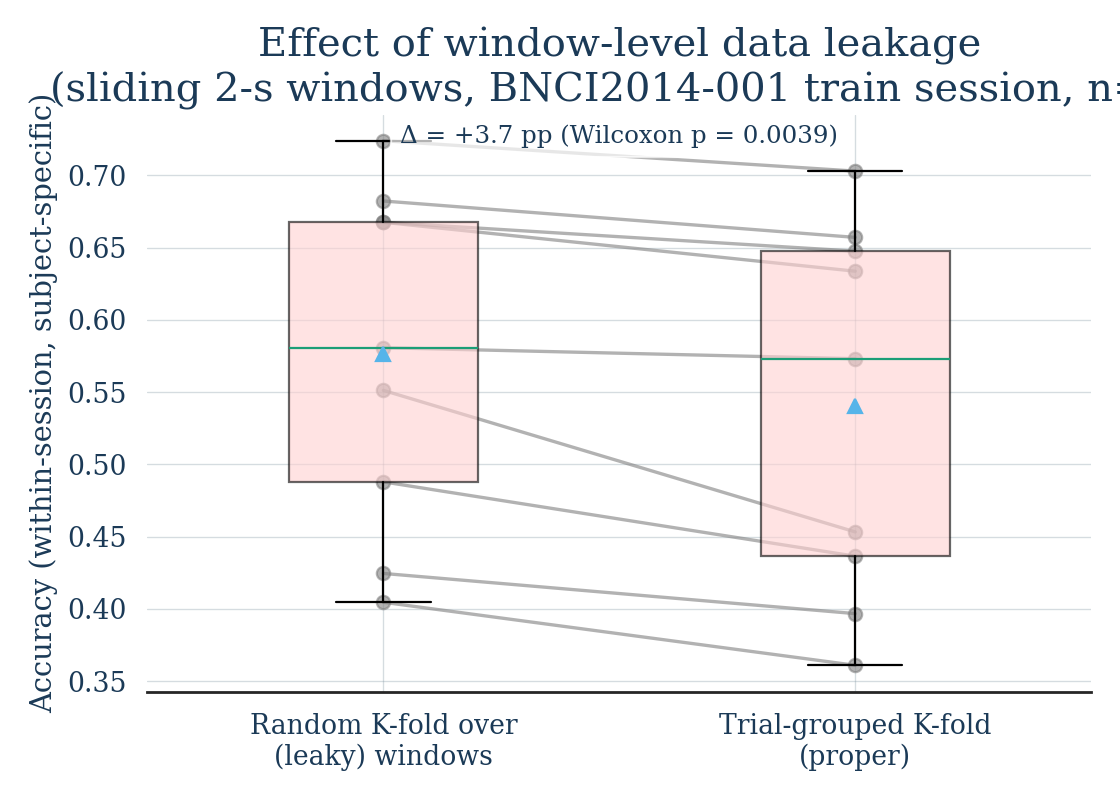 Effect of window-level data leakage
(sliding 2-s windows, BNCI2014-001 train session, n=
Δ = +3.7 pp (Wilcoxon p = 0.0039)
Accuracy (within-session, subject-specific)
0.70
0.65
0.60
0.55
0.50
0.45
0.40
0.35
Random K-fold over
(leaky) windows
Trial-grouped K-fold
(proper)